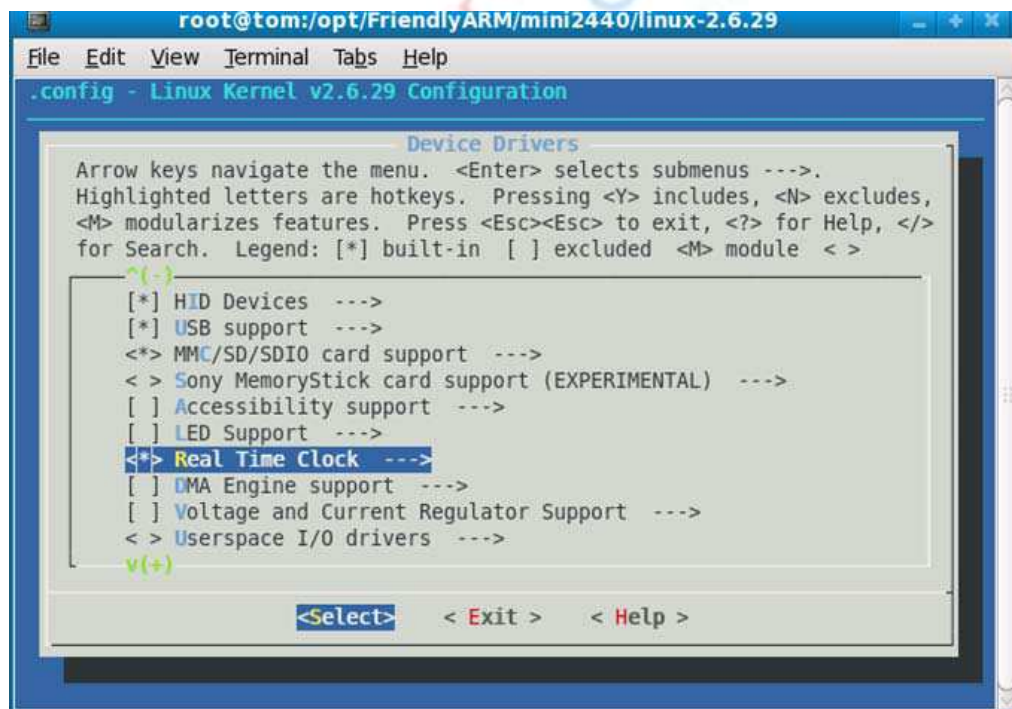 root@tom:/opt/FriendlyARM/mini2440/linux-2.6.29
File Edit View Terminal Tabs Help
.config - Linux Kernel v2.6.29 Configuration
Device Drivers
Arrow keys navigate the menu. <Enter> selects submenus --->.
Highlighted letters are hotkeys. Pressing <Y> includes, <N> excludes,
<M> modularizes features. Press <Esc><Esc> to exit, <?> for Help, </>
for Search. Legend: [*] built-in [ ] excluded <M> module < >
^(-)
[*] HID Devices --->
[*] USB support --->
<*> MMC/SD/SDIO card support --->
< > Sony MemoryStick card support (EXPERIMENTAL) --->
[ ] Accessibility support --->
[ ] LED Support --->
<*> Real Time Clock --->
[ ] DMA Engine support --->
[ ] Voltage and Current Regulator Support --->
< > Userspace I/O drivers --->
v(+)
<Select> < Exit > < Help >